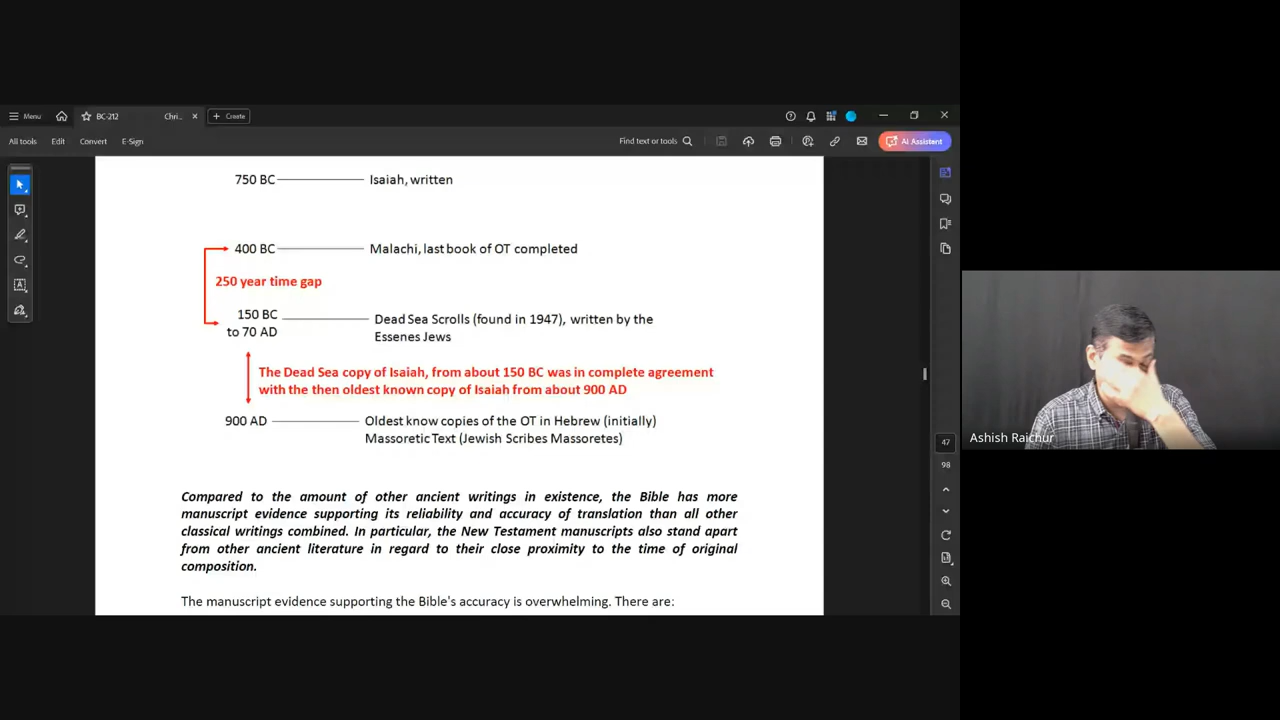 Menu
BC-212
Chri..
Create
All tools
Edit
Convert
E-Sign
Find text or tools
AI Assistant
750 BC
Isaiah, written
400 BC
Malachi, last book of OT completed
250 year time gap
150 BC
to 70 AD
Dead Sea Scrolls (found in 1947), written by the
Essenes Jews
The Dead Sea copy of Isaiah, from about 150 BC was in complete agreement
with the then oldest known copy of Isaiah from about 900 AD
900 AD
Oldest know copies of the OT in Hebrew (initially)
Massoretic Text (Jewish Scribes Massoretes)
Compared to the amount of other ancient writings in existence, the Bible has more
manuscript evidence supporting its reliability and accuracy of translation than all other
classical writings combined. In particular, the New Testament manuscripts also stand apart
from other ancient literature in regard to their close proximity to the time of original
composition.
The manuscript evidence supporting the Bible's accuracy is overwhelming. There are:
47
98
Ashish Raichur